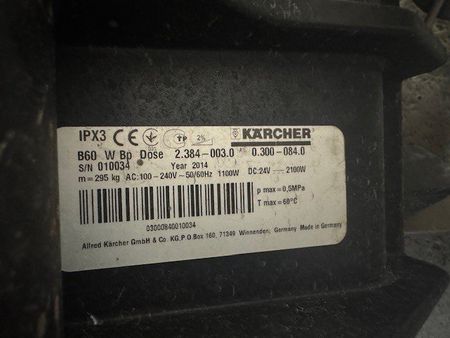 IPX3 CE KÄRCHER
B60 W Bp Dose 2.384-003.0 0.300-084.0
S/N 010034 Year 2014
m=295 kg AC:100-240V-50/60Hz 1100W DC:24V 2100W
p max=0,5MPa
T max=60°C
03000840010034
Alfred Kärcher GmbH & Co. KG.P O Box 160, 71349 Winnenden, Germany Made in Germany